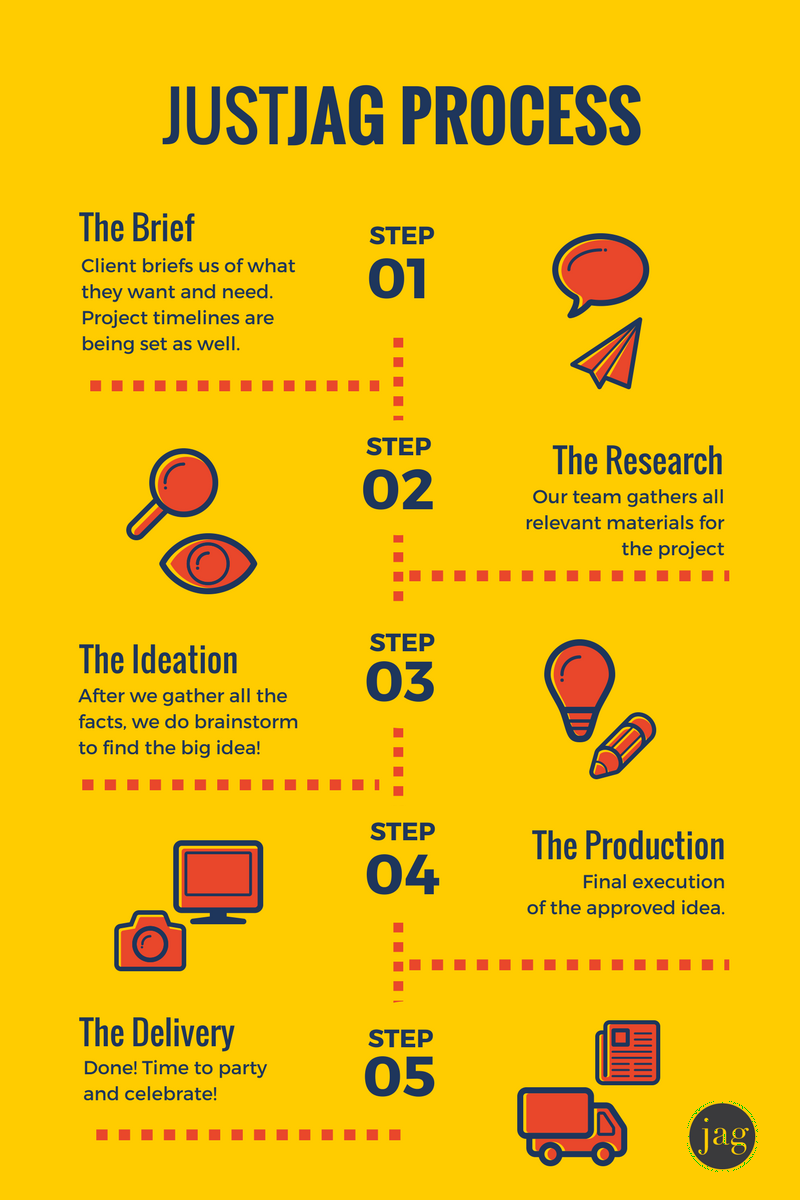 JUSTJAG PROCESS
The Brief
Client briefs us of what
they want and need.
Project timelines are
being set as well.
STEP
01
STEP
02
The Research
Our team gathers all
relevant materials for
the project
The Ideation
After we gather all the
facts, we do brainstorm
to find the big idea!
STEP
03
STEP
04
The Production
Final execution
of the approved idea.
The Delivery
Done! Time to party
and celebrate!
STEP
05
jag